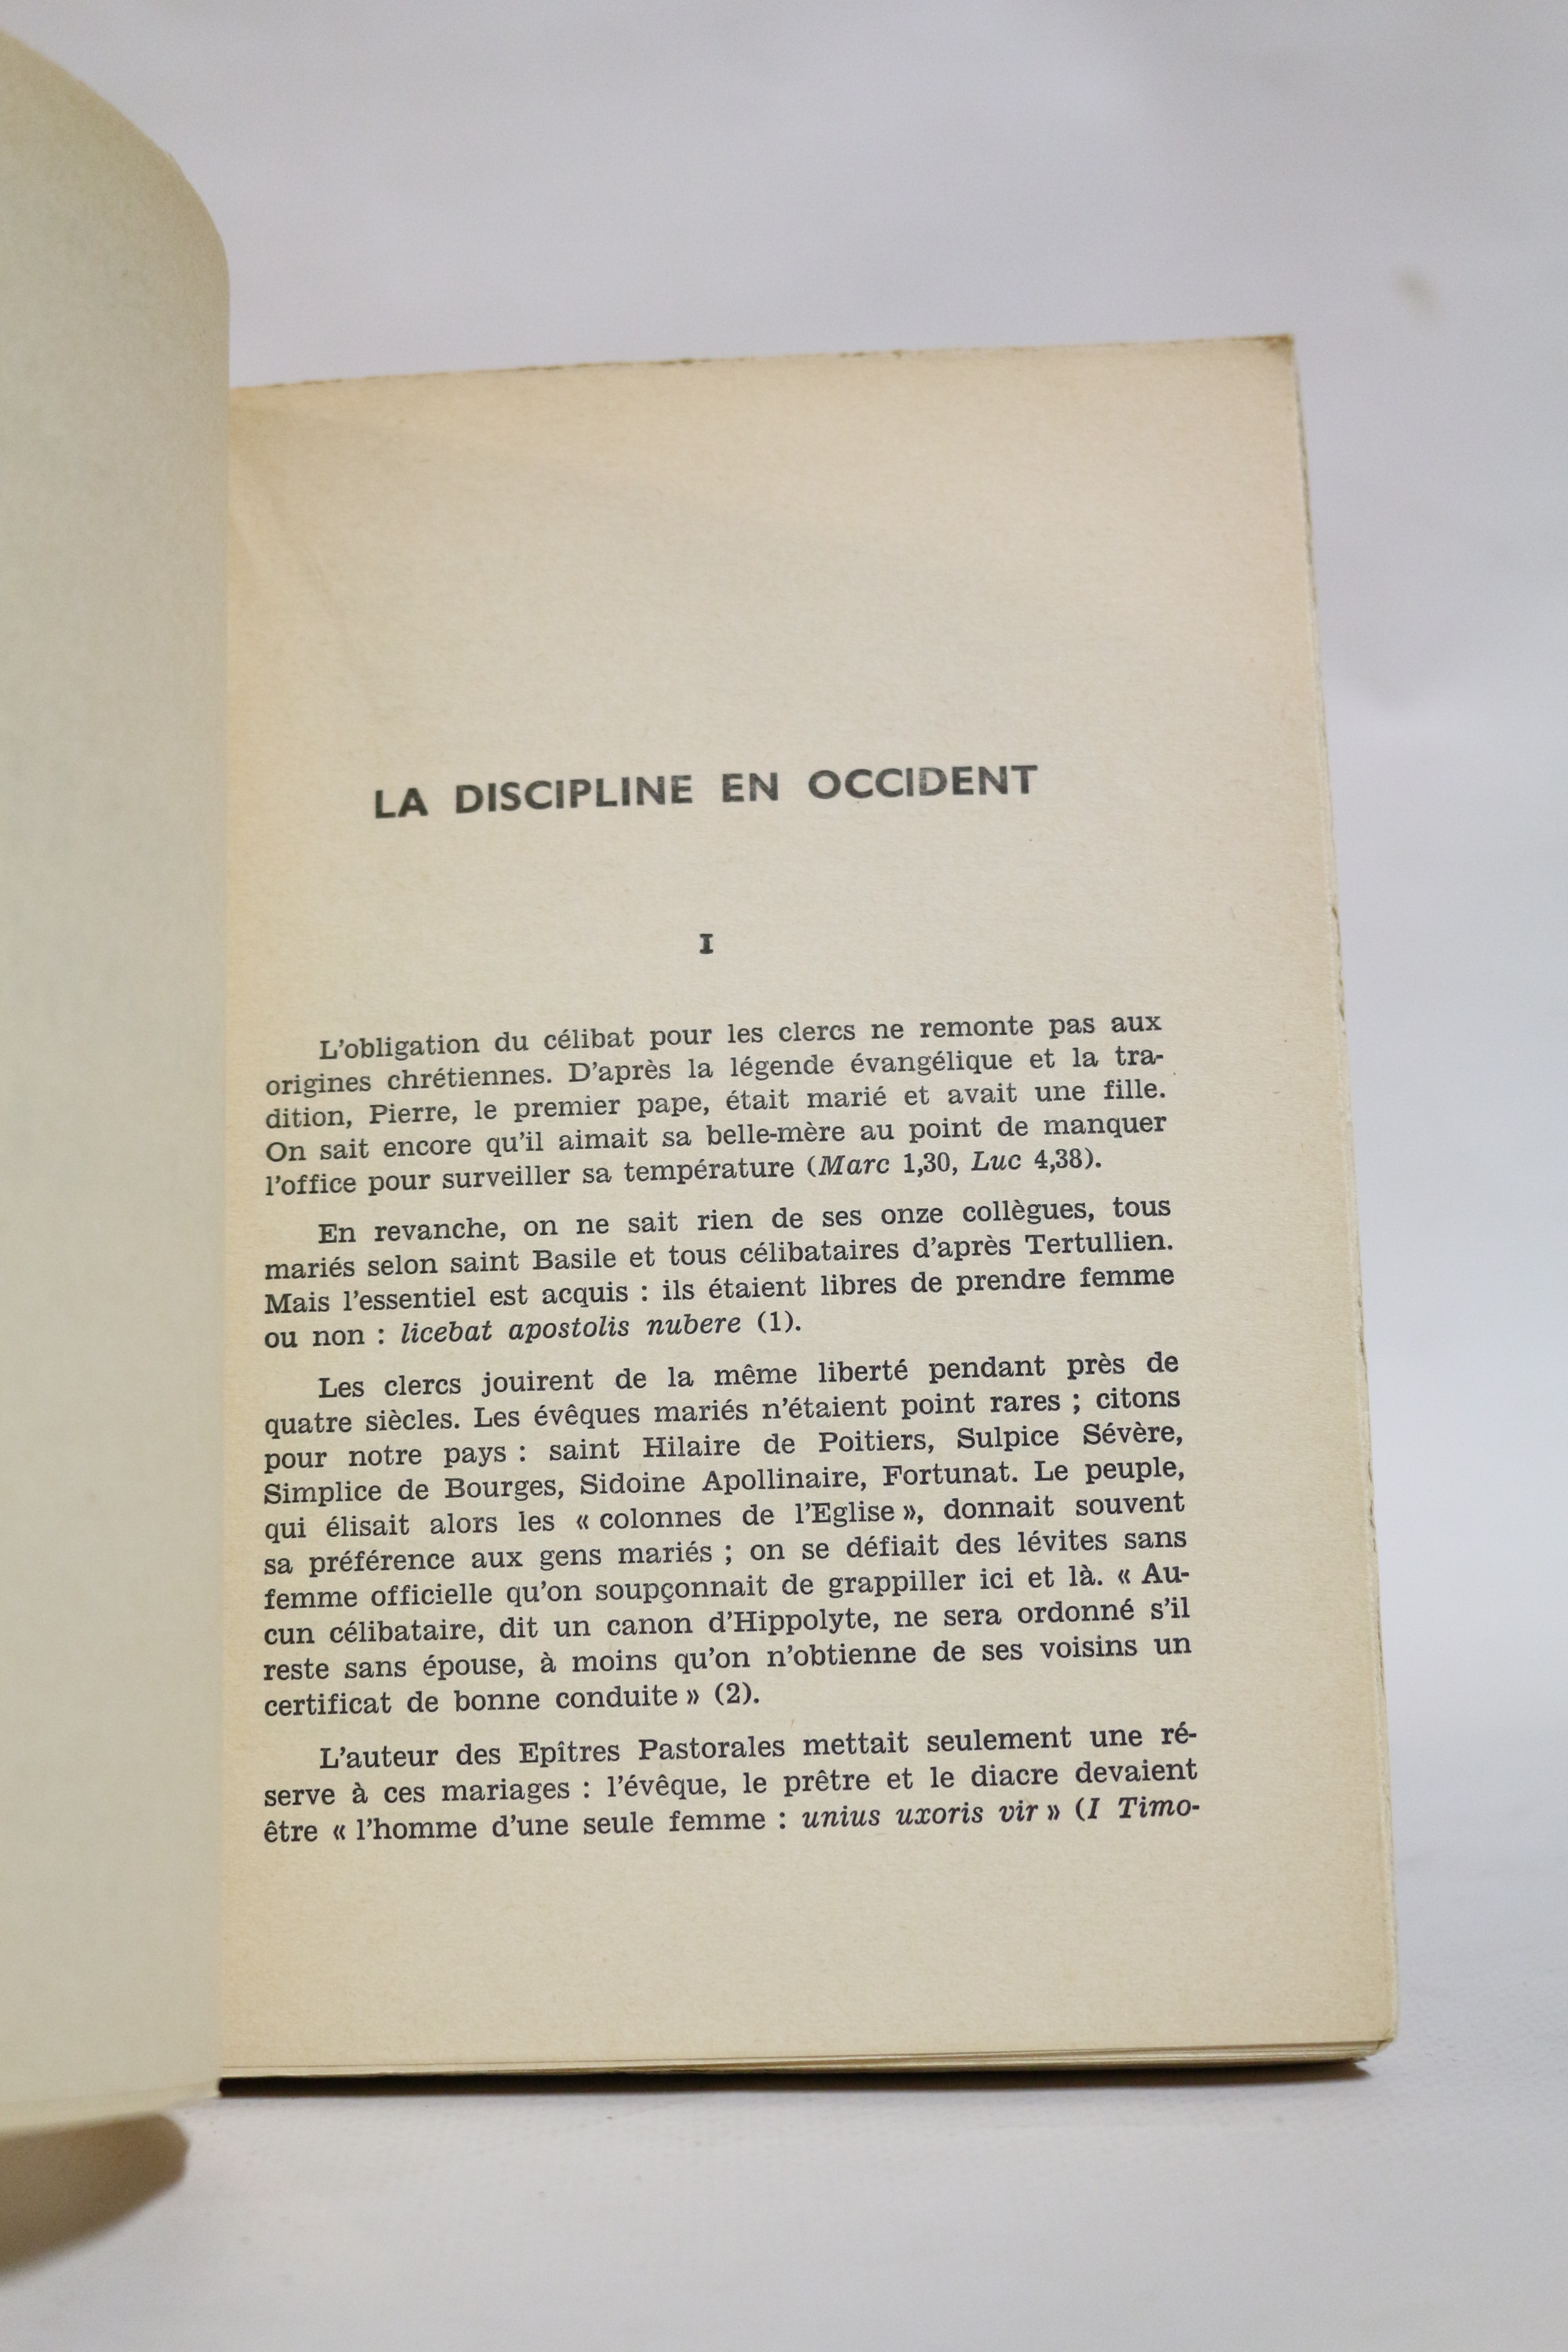 LA DISCIPLINE EN OCCIDENT
I
L'obligation du célibat pour les clercs ne remonte pas aux
origines chrétiennes. D'après la légende évangélique et la tra-
dition, Pierre, le premier pape, était marié et avait une fille.
On sait encore qu'il aimait sa belle-mère au point de manquer
l'office pour surveiller sa température (Marc 1,30, Luc 4,38).
En revanche, on ne sait rien de ses onze collègues, tous
mariés selon saint Basile et tous célibataires d'après Tertullien.
Mais l'essentiel est acquis : ils étaient libres de prendre femme
ou non : licebat apostolis nubere (1).
Les clercs jouirent de la même liberté pendant près de
quatre siècles. Les évêques mariés n'étaient point rares ; citons
pour notre pays : saint Hilaire de Poitiers, Sulpice Sévère,
Simplice de Bourges, Sidoine Apollinaire, Fortunat. Le peuple,
qui élisait alors les « colonnes de l'Eglise », donnait souvent
sa préférence aux gens mariés ; on se défiait des lévites sans
femme officielle qu'on soupçonnait de grappiller ici et là. « Au-
cun célibataire, dit un canon d'Hippolyte, ne sera ordonné s'il
reste sans épouse, à moins qu'on n'obtienne de ses voisins un
certificat de bonne conduite » (2).
L'auteur des Epîtres Pastorales mettait seulement une ré-
serve à ces mariages : l'évêque, le prêtre et le diacre devaient
être « l'homme d'une seule femme : unius uxoris vir » (I Timo-